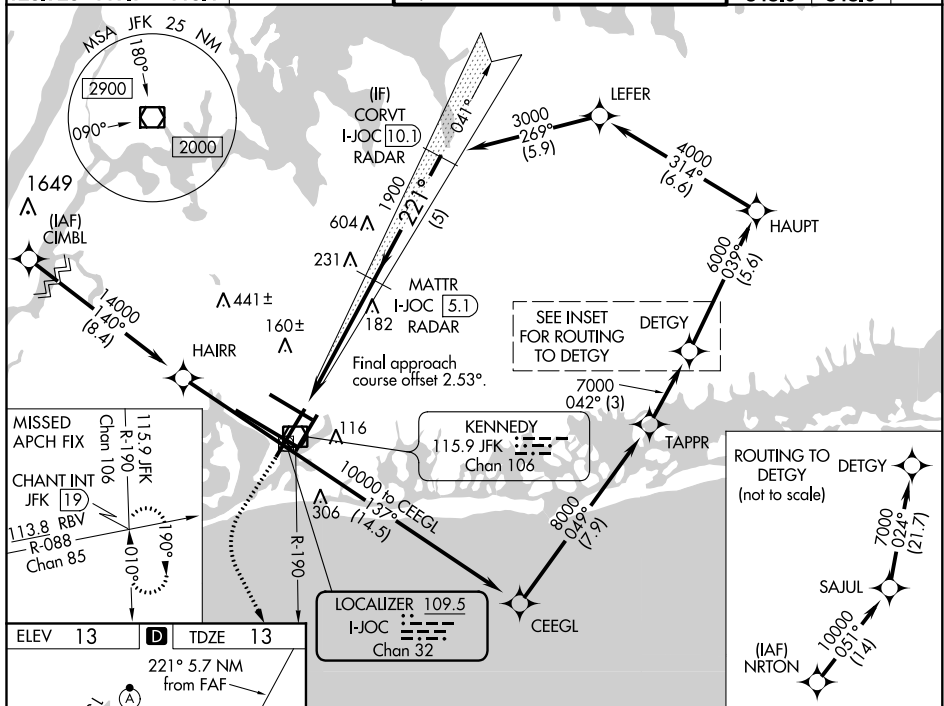 MSA JFK 25 NM
180°
2900
090°
2000
1649
(IAF)
CIMBL
14000
140°
(8.4)
HAIRR
441±
160±
604
231
182
(IF)
CORVT
I-JOC 10.1
RADAR
041°
1900
221°
(5)
MATTR
I-JOC 5.1
RADAR
Final approach
course offset 2.53°.
3000
269°
(5.9)
LEFER
4000
314°
(6.6)
HAUPT
6000
039°
(5.6)
SEE INSET
FOR ROUTING
TO DETGY
DETGY
7000
042° (3)
TAPPR
KENNEDY
115.9 JFK
Chan 106
116
306
10000 to CEEGL
137°
(14.5)
R-190
8000
049°
(7.9)
CEEGL
LOCALIZER 109.5
I-JOC
Chan 32
MISSED
APCH FIX
115.9 JFK
R-190
Chan 106
CHANT INT
JFK 19
113.8 RBV
R-088
Chan 85
190°
010°
ROUTING TO
DETGY
(not to scale)
DETGY
7000
024°
(21.7)
SAJUL
10000
051°
(14)
(IAF)
NRTON
ELEV 13
D
TDZE 13
221° 5.7 NM
from FAF
A